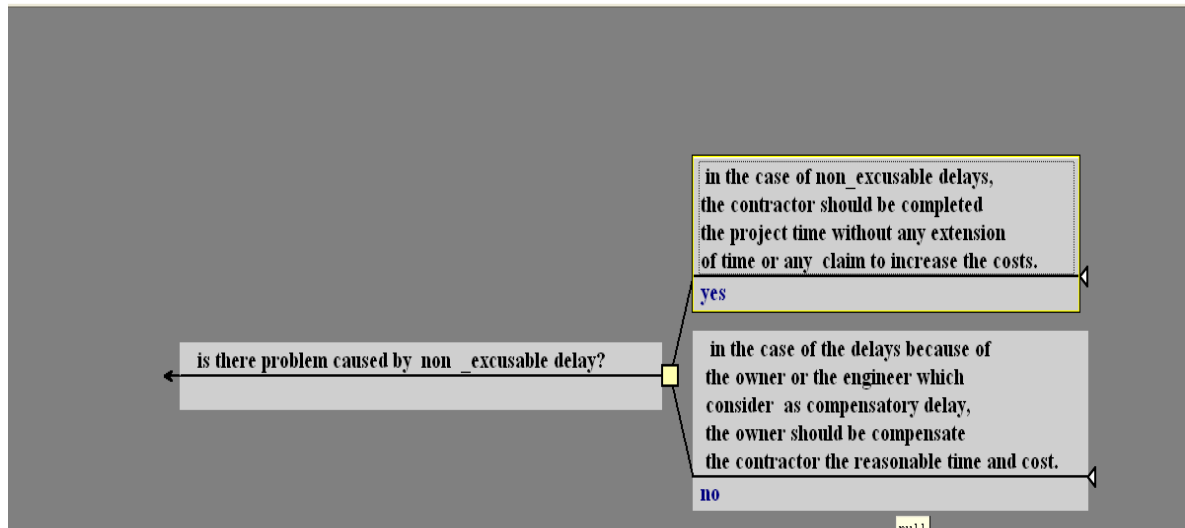 in the case of non_excusable delays,
the contractor should be completed
the project time without any extension
of time or any claim to increase the costs.
yes
is there problem caused by non _excusable delay?
in the case of the delays because of
the owner or the engineer which
consider as compensatory delay,
the owner should be compensate
the contractor the reasonable time and cost.
no